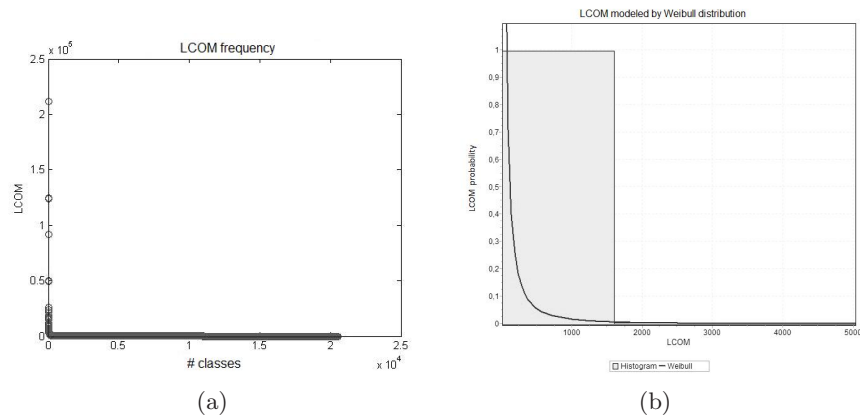 LCOM frequency
x 10^5
2.5
2
1.5
1
0.5
0
LCOM
0 0.5 1 1.5 2 2.5
x 10^4
# classes
(a)
LCOM modeled by Weibull distribution
1
0,9
0,8
0,7
0,6
0,5
0,4
0,3
0,2
0,1
LCOM probability
1000 2000 3000 4000 5000
LCOM
Histogram Weibull
(b)